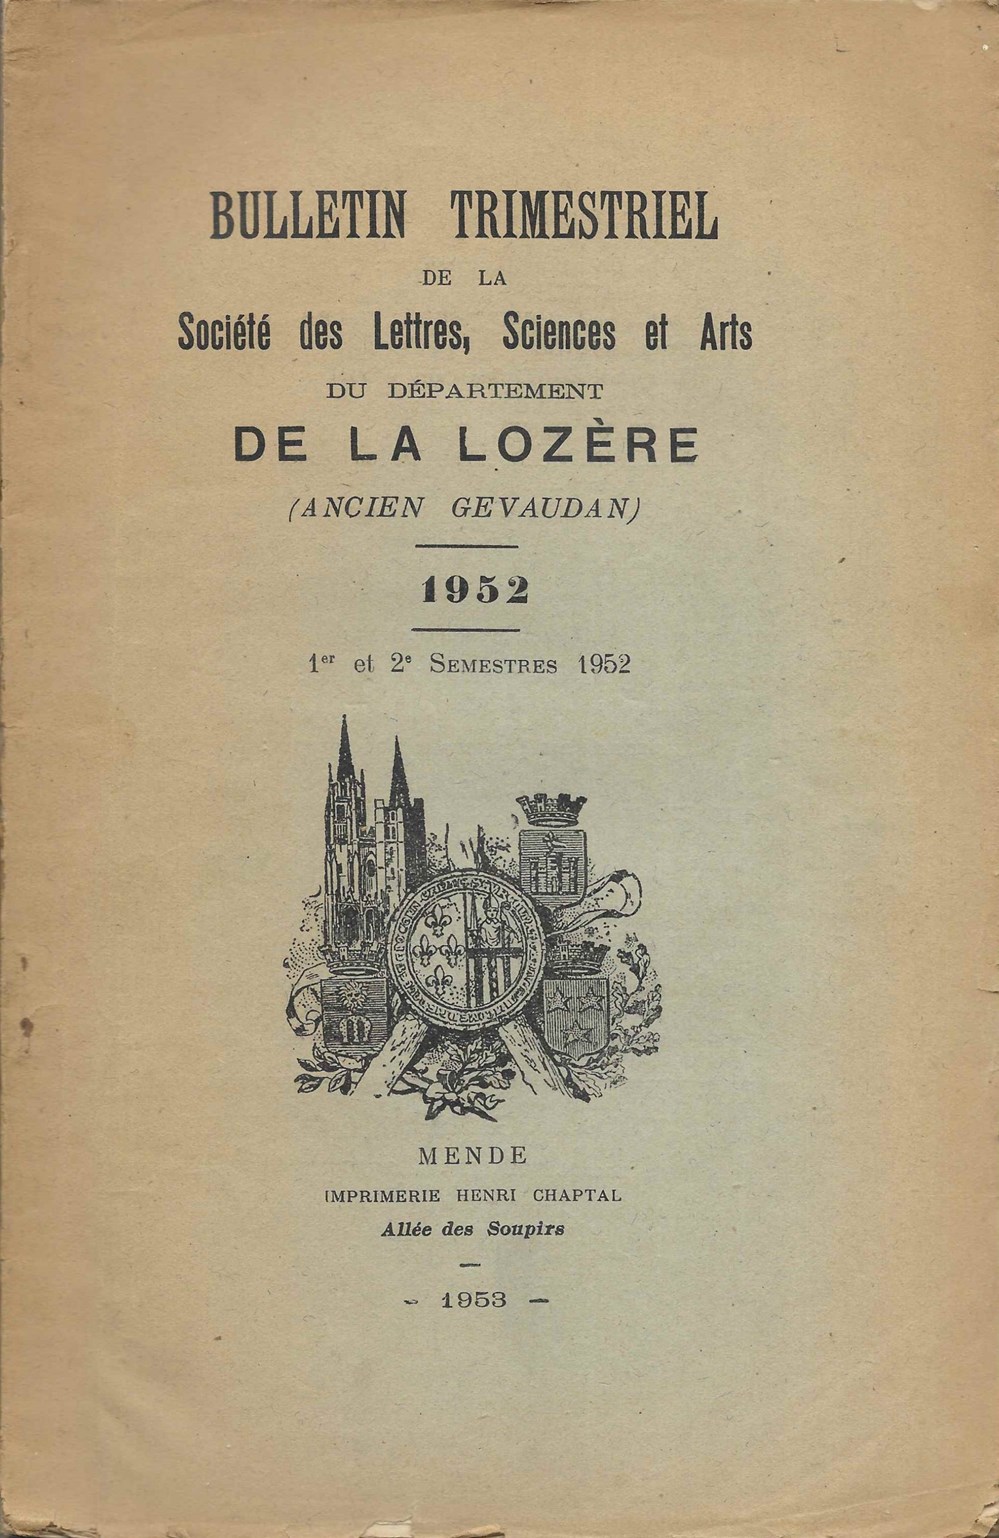 BULLETIN TRIMESTRIEL
DE LA
Société des Lettres, Sciences et Arts
DU DÉPARTEMENT
DE LA LOZÈRE
(ANCIEN GEVAUDAN)
1952
1er et 2e SEMESTRES 1952
MENDE
IMPRIMERIE HENRI CHAPTAL
Allée des Soupirs
- 1953 -